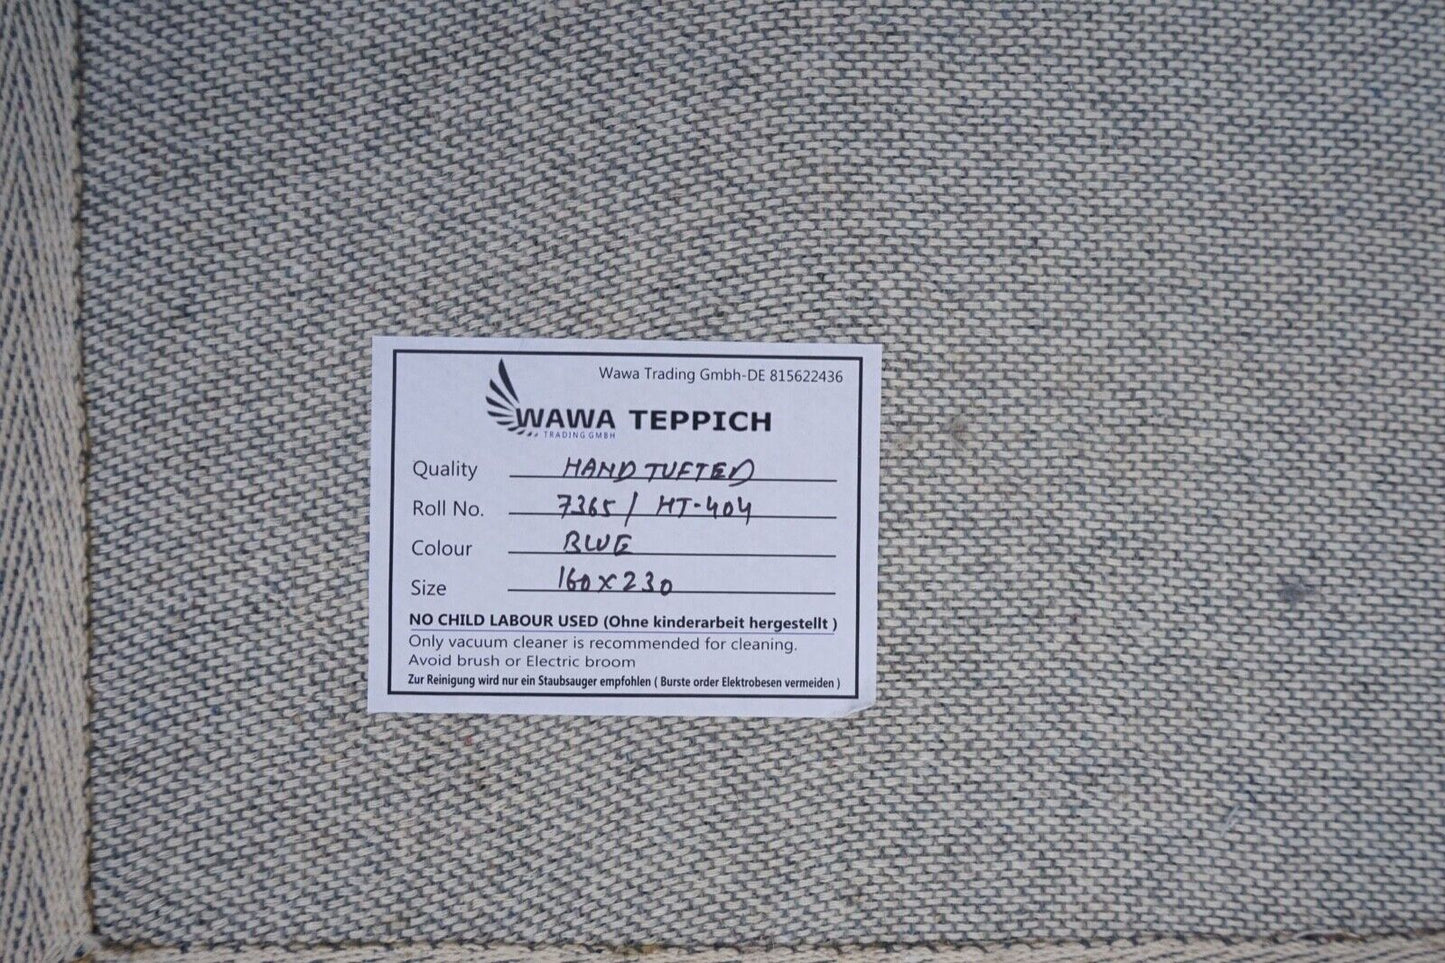 Wawa Trading Gmbh-DE 815622436
WAWA TEPPICH
TRADING GMBH
Quality HAND TUFTED
Roll No. 7365 / HT-404
Colour BLUE
Size 160x230
NO CHILD LABOUR USED (Ohne kinderarbeit hergestellt )
Only vacuum cleaner is recommended for cleaning.
Avoid brush or Electric broom
Zur Reinigung wird nur ein Staubsauger empfohlen ( Burste order Elektrobesen vermeiden )